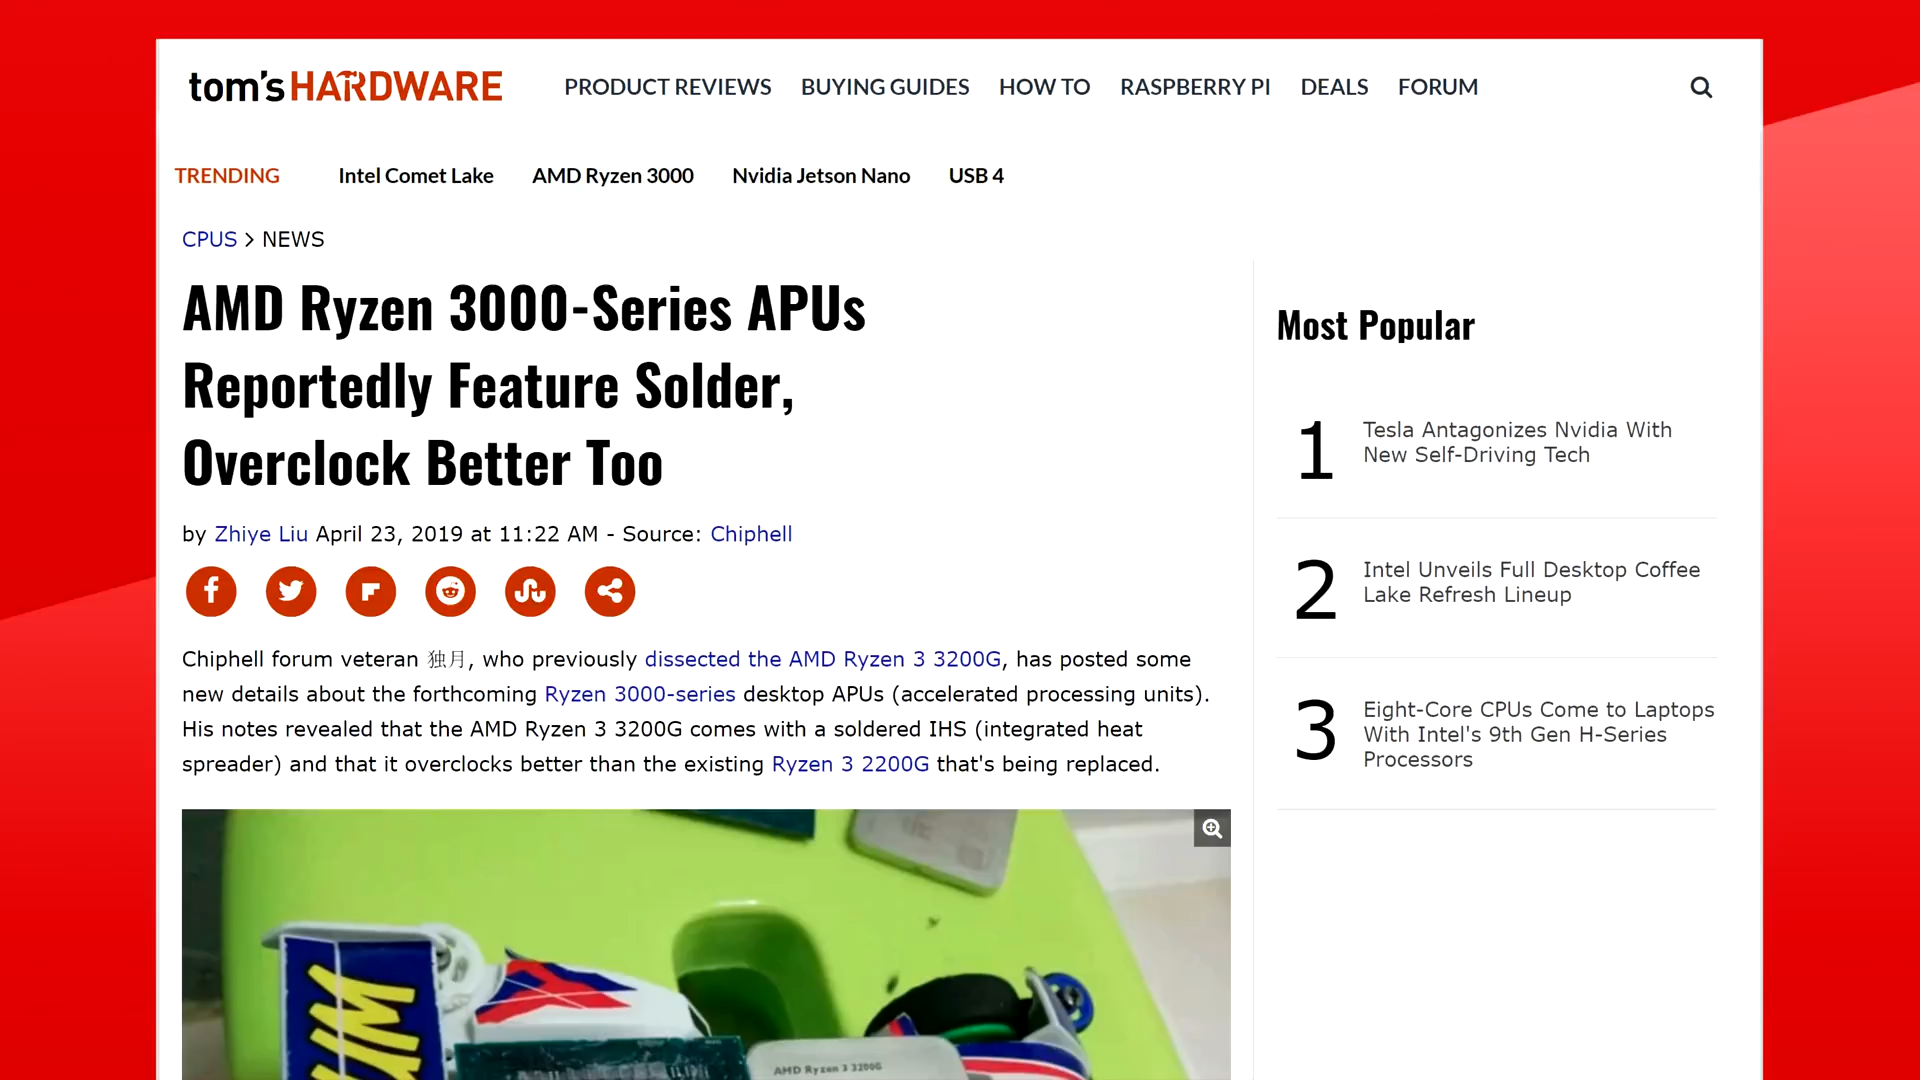 tom's HARDWARE
PRODUCT REVIEWS
BUYING GUIDES
HOW TO
RASPBERRY PI
DEALS
FORUM
TRENDING
Intel Comet Lake
AMD Ryzen 3000
Nvidia Jetson Nano
USB 4
CPUS > NEWS
AMD Ryzen 3000-Series APUs
Reportedly Feature Solder,
Overclock Better Too
by Zhiye Liu April 23, 2019 at 11:22 AM - Source: Chiphell
Chiphell forum veteran 独月, who previously dissected the AMD Ryzen 3 3200G, has posted some
new details about the forthcoming Ryzen 3000-series desktop APUs (accelerated processing units).
His notes revealed that the AMD Ryzen 3 3200G comes with a soldered IHS (integrated heat
spreader) and that it overclocks better than the existing Ryzen 3 2200G that's being replaced.
AMD Ryzen 3 3200G
Most Popular
1
Tesla Antagonizes Nvidia With
New Self-Driving Tech
2
Intel Unveils Full Desktop Coffee
Lake Refresh Lineup
3
Eight-Core CPUs Come to Laptops
With Intel's 9th Gen H-Series
Processors